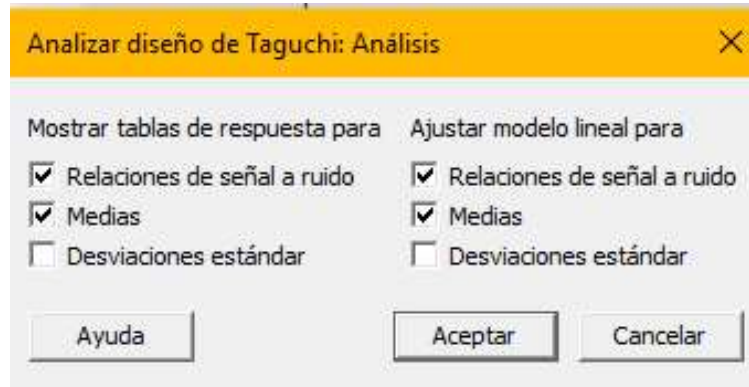 Analizar diseño de Taguchi: Análisis
Mostrar tablas de respuesta para
Relaciones de señal a ruido
Medias
Desviaciones estándar
Ajustar modelo lineal para
Relaciones de señal a ruido
Medias
Desviaciones estándar
Ayuda
Aceptar
Cancelar